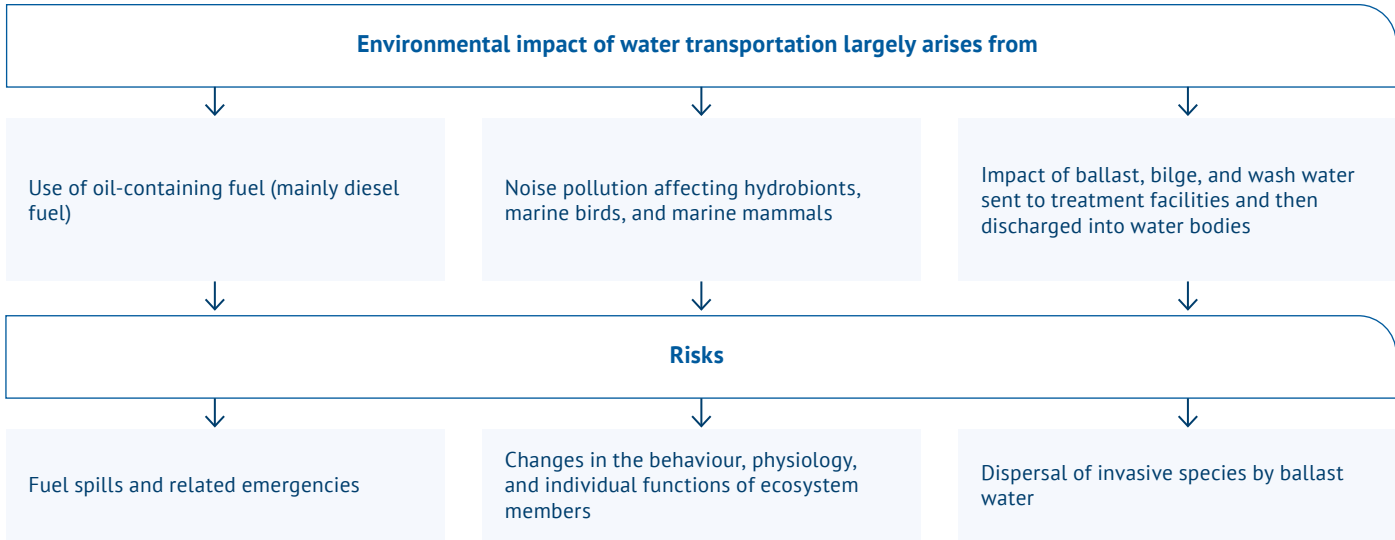 Environmental impact of water transportation largely arises from
Use of oil-containing fuel (mainly diesel
fuel)
Noise pollution affecting hydrobionts,
marine birds, and marine mammals
Impact of ballast, bilge, and wash water
sent to treatment facilities and then
discharged into water bodies
Risks
Fuel spills and related emergencies
Changes in the behaviour, physiology,
and individual functions of ecosystem
members
Dispersal of invasive species by ballast
water